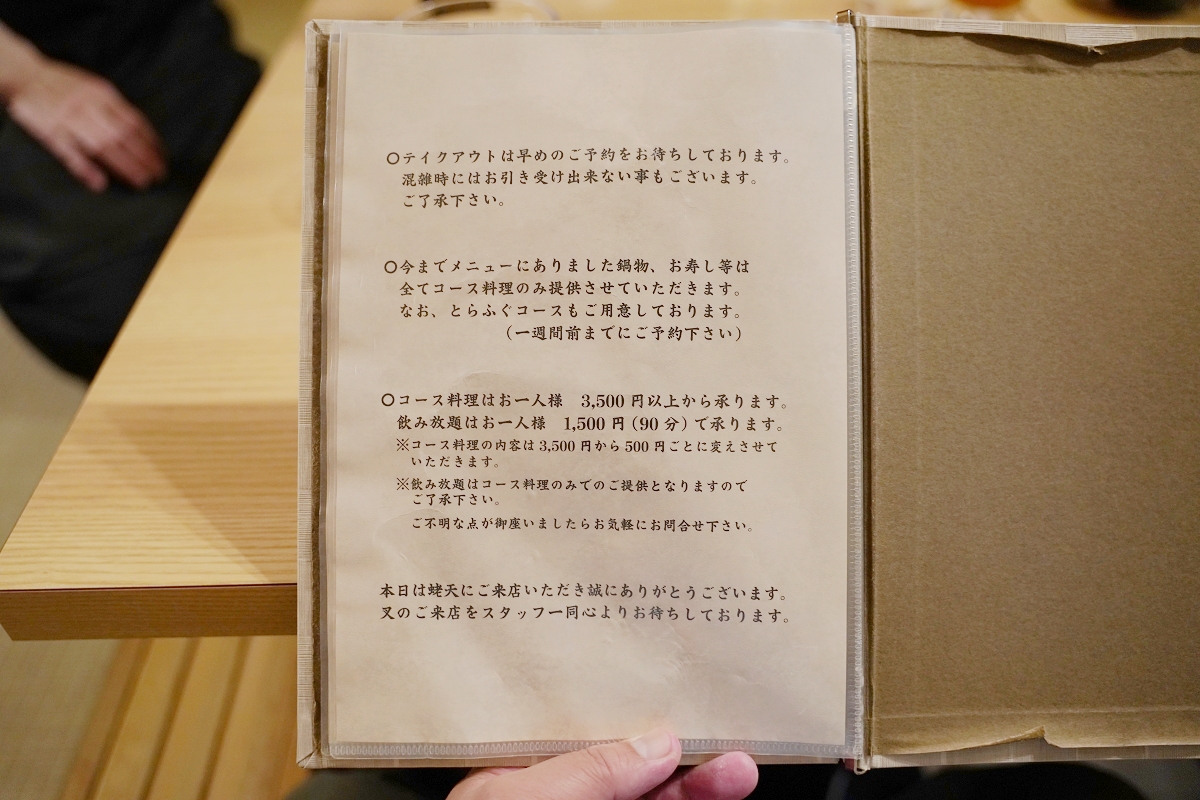 ○テイクアウトは早めのご予約をお待ちしております。
混雑時にはお引き受け出来ない事もございます。
ご了承下さい。
○今までメニューにありました鍋物、お寿し等は
全てコース料理のみ提供させていただきます。
なお、とらふぐコースもご用意しております。
(一週間前までにご予約下さい)
○コース料理はお一人様 3,500 円以上から承ります。
飲み放題はお一人様 1,500 円(90 分)で承ります。
※コース料理の内容は 3,500 円から 500 円ごとに変えさせて
いただきます。
※飲み放題はコース料理のみでのご提供となりますので
ご了承下さい。
ご不明な点が御座いましたらお気軽にお問合せ下さい。
本日は蛯天にご来店いただき誠にありがとうございます。
又のご来店をスタッフ一同心よりお待ちしております。